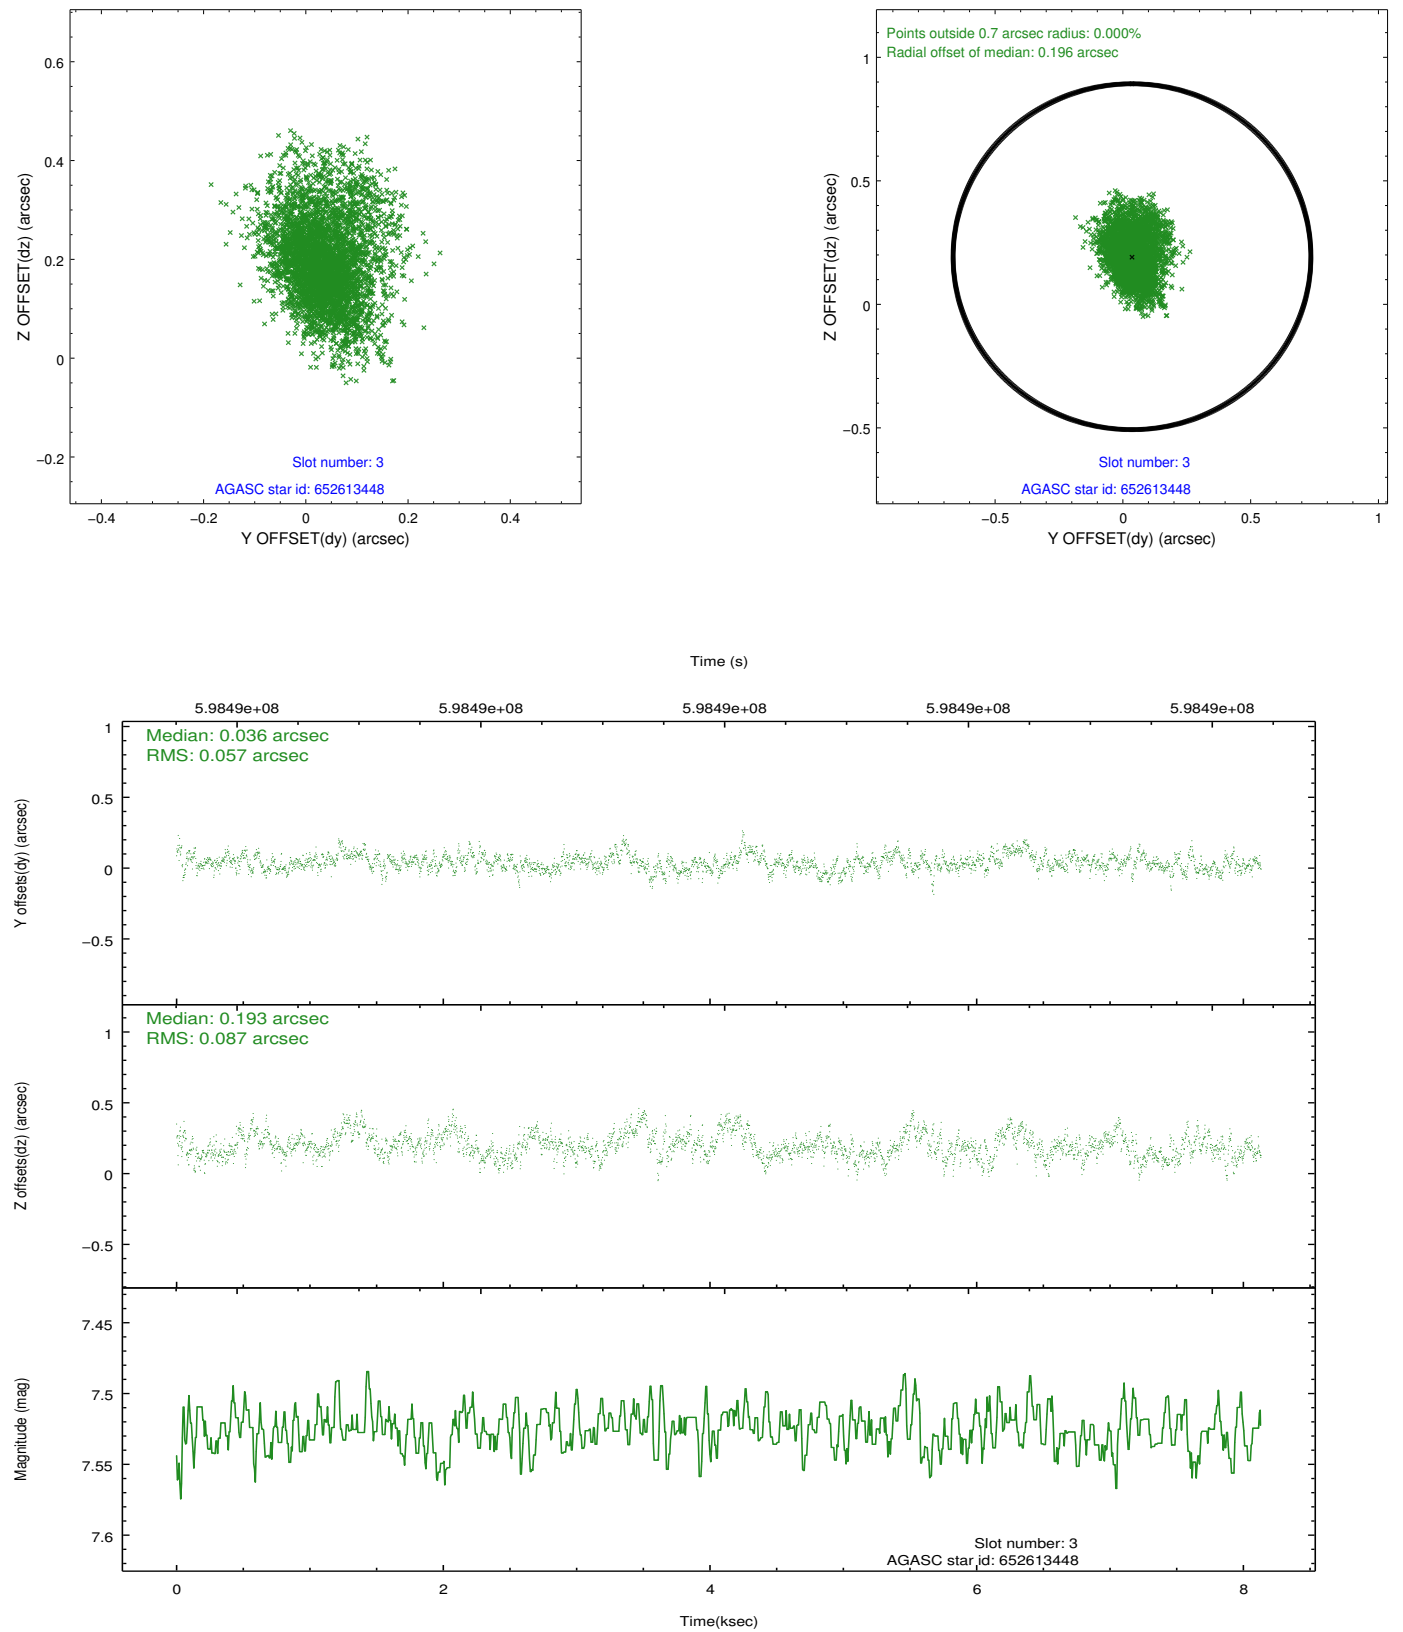 0.6
0.4
0.2
0
−0.2
−0.4
−0.2
0
0.2
0.4
Z OFFSET(dz) (arcsec)
Y OFFSET(dy) (arcsec)
Slot number: 3
AGASC star id: 652613448
Points outside 0.7 arcsec radius: 0.000%
Radial offset of median: 0.196 arcsec
1
0.5
0
−0.5
−0.5
0
0.5
1
Z OFFSET(dz) (arcsec)
Y OFFSET(dy) (arcsec)
Slot number: 3
AGASC star id: 652613448
Time (s)
5.9849e+08
5.9849e+08
5.9849e+08
5.9849e+08
5.9849e+08
Median: 0.036 arcsec
RMS: 0.057 arcsec
1
0.5
0
−0.5
Y offsets(dy) (arcsec)
Median: 0.193 arcsec
RMS: 0.087 arcsec
1
0.5
0
−0.5
Z offsets(dz) (arcsec)
7.45
7.5
7.55
7.6
Magnitude (mag)
Slot number: 3
AGASC star id: 652613448
0
2
4
6
8
Time(ksec)